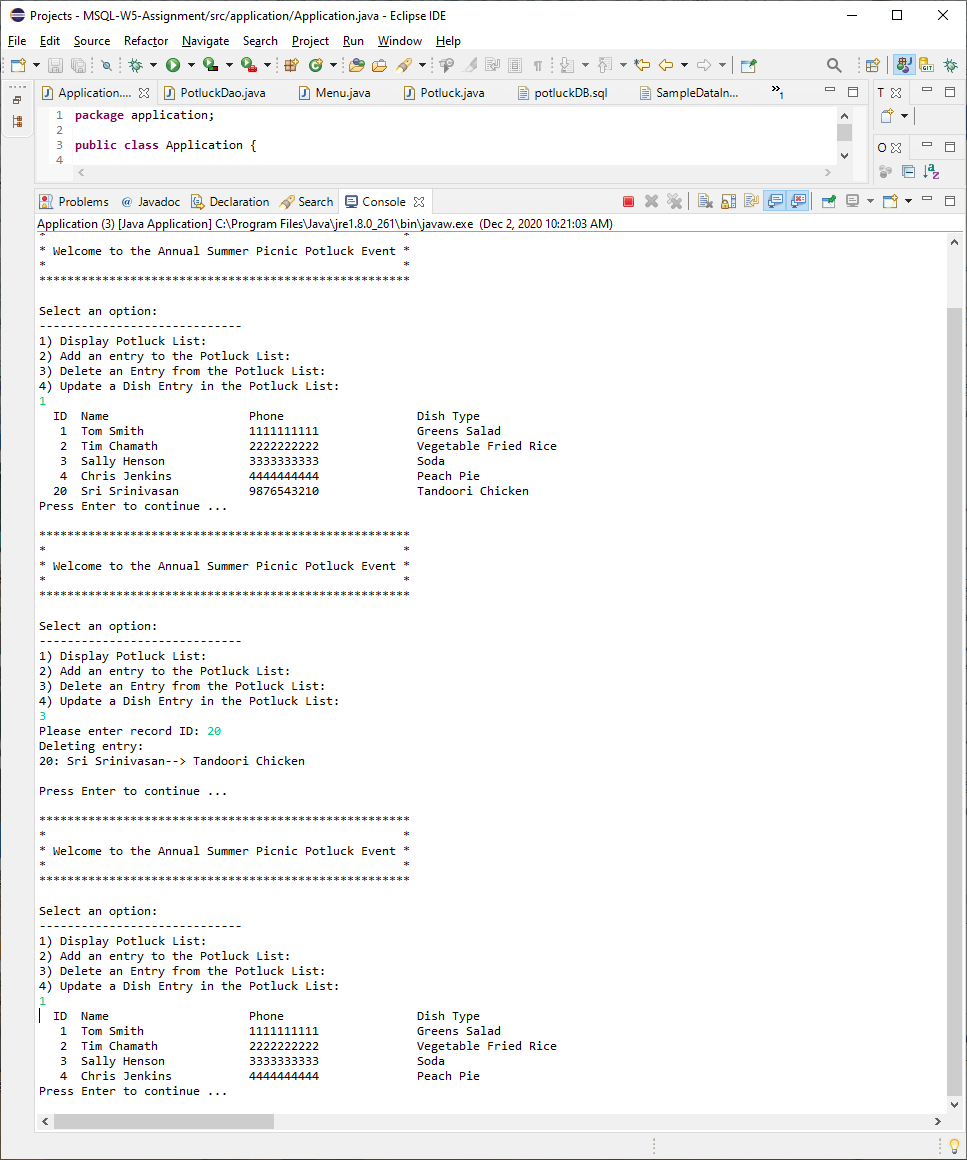 Projects - MSQL-W5-Assignment/src/application/Application.java - Eclipse IDE
File Edit Source Refactor Navigate Search Project Run Window Help
Application.... PotluckDao.java Menu.java Potluck.java potluckDB.sql SampleDataIn... »1 T
1 package application;
2
3 public class Application {
4
O
Problems @ Javadoc Declaration Search Console
Application (3) [Java Application] C:\Program Files\Java\jre1.8.0_261\bin\javaw.exe (Dec 2, 2020 10:21:03 AM)
* *
* Welcome to the Annual Summer Picnic Potluck Event *
* *
*****************************************************

Select an option:
-----------------------------
1) Display Potluck List:
2) Add an entry to the Potluck List:
3) Delete an Entry from the Potluck List:
4) Update a Dish Entry in the Potluck List:
1
ID Name Phone Dish Type
1 Tom Smith 1111111111 Greens Salad
2 Tim Chamath 2222222222 Vegetable Fried Rice
3 Sally Henson 3333333333 Soda
4 Chris Jenkins 4444444444 Peach Pie
20 Sri Srinivasan 9876543210 Tandoori Chicken
Press Enter to continue ...

*****************************************************
* *
* Welcome to the Annual Summer Picnic Potluck Event *
* *
*****************************************************

Select an option:
-----------------------------
1) Display Potluck List:
2) Add an entry to the Potluck List:
3) Delete an Entry from the Potluck List:
4) Update a Dish Entry in the Potluck List:
3
Please enter record ID: 20
Deleting entry:
20: Sri Srinivasan--> Tandoori Chicken

Press Enter to continue ...

*****************************************************
* *
* Welcome to the Annual Summer Picnic Potluck Event *
* *
*****************************************************

Select an option:
-----------------------------
1) Display Potluck List:
2) Add an entry to the Potluck List:
3) Delete an Entry from the Potluck List:
4) Update a Dish Entry in the Potluck List:
1
ID Name Phone Dish Type
1 Tom Smith 1111111111 Greens Salad
2 Tim Chamath 2222222222 Vegetable Fried Rice
3 Sally Henson 3333333333 Soda
4 Chris Jenkins 4444444444 Peach Pie
Press Enter to continue ...